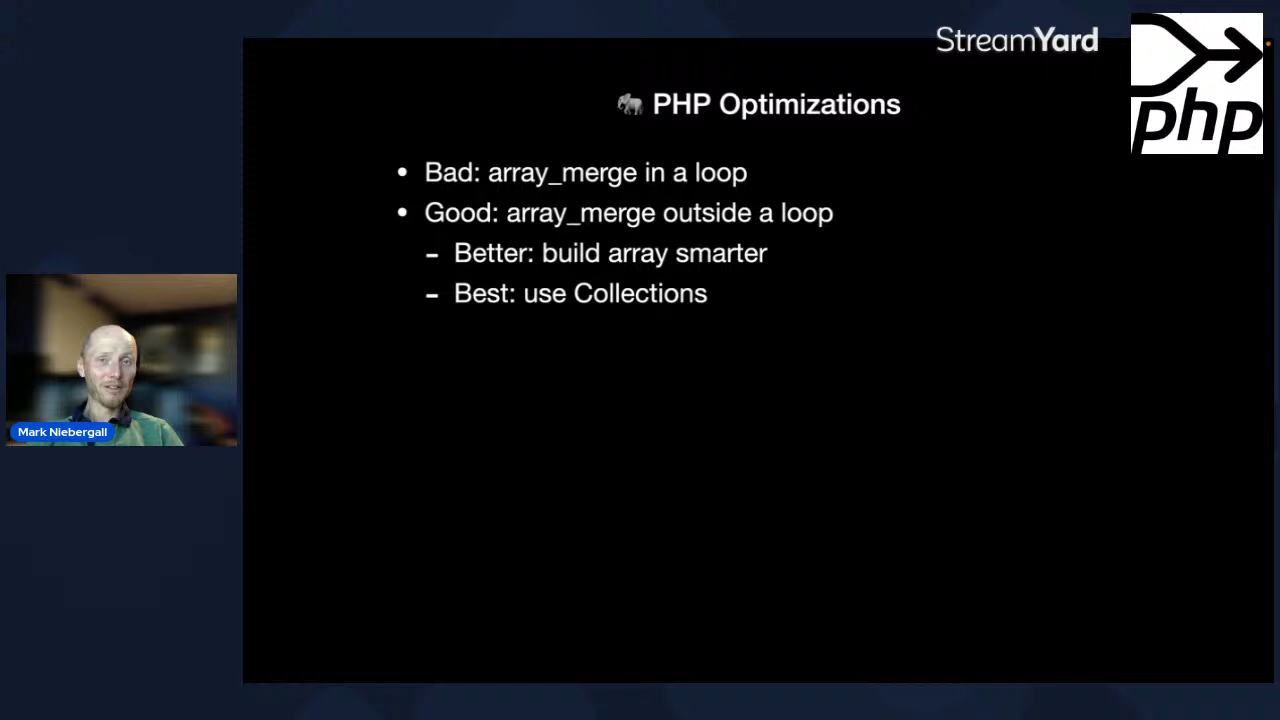 StreamYard
php
🐘 PHP Optimizations
• Bad: array_merge in a loop
• Good: array_merge outside a loop
– Better: build array smarter
– Best: use Collections
Mark Niebergall